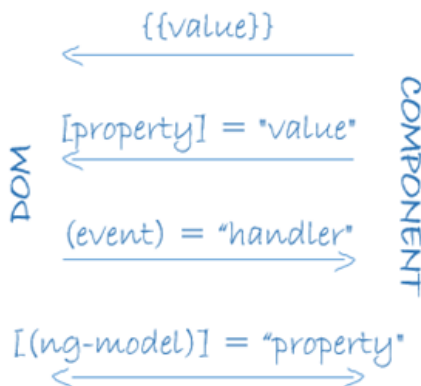 {{value}}
[property] = "value"
(event) = "handler"
[(ng-model)] = "property"
DOM
COMPONENT